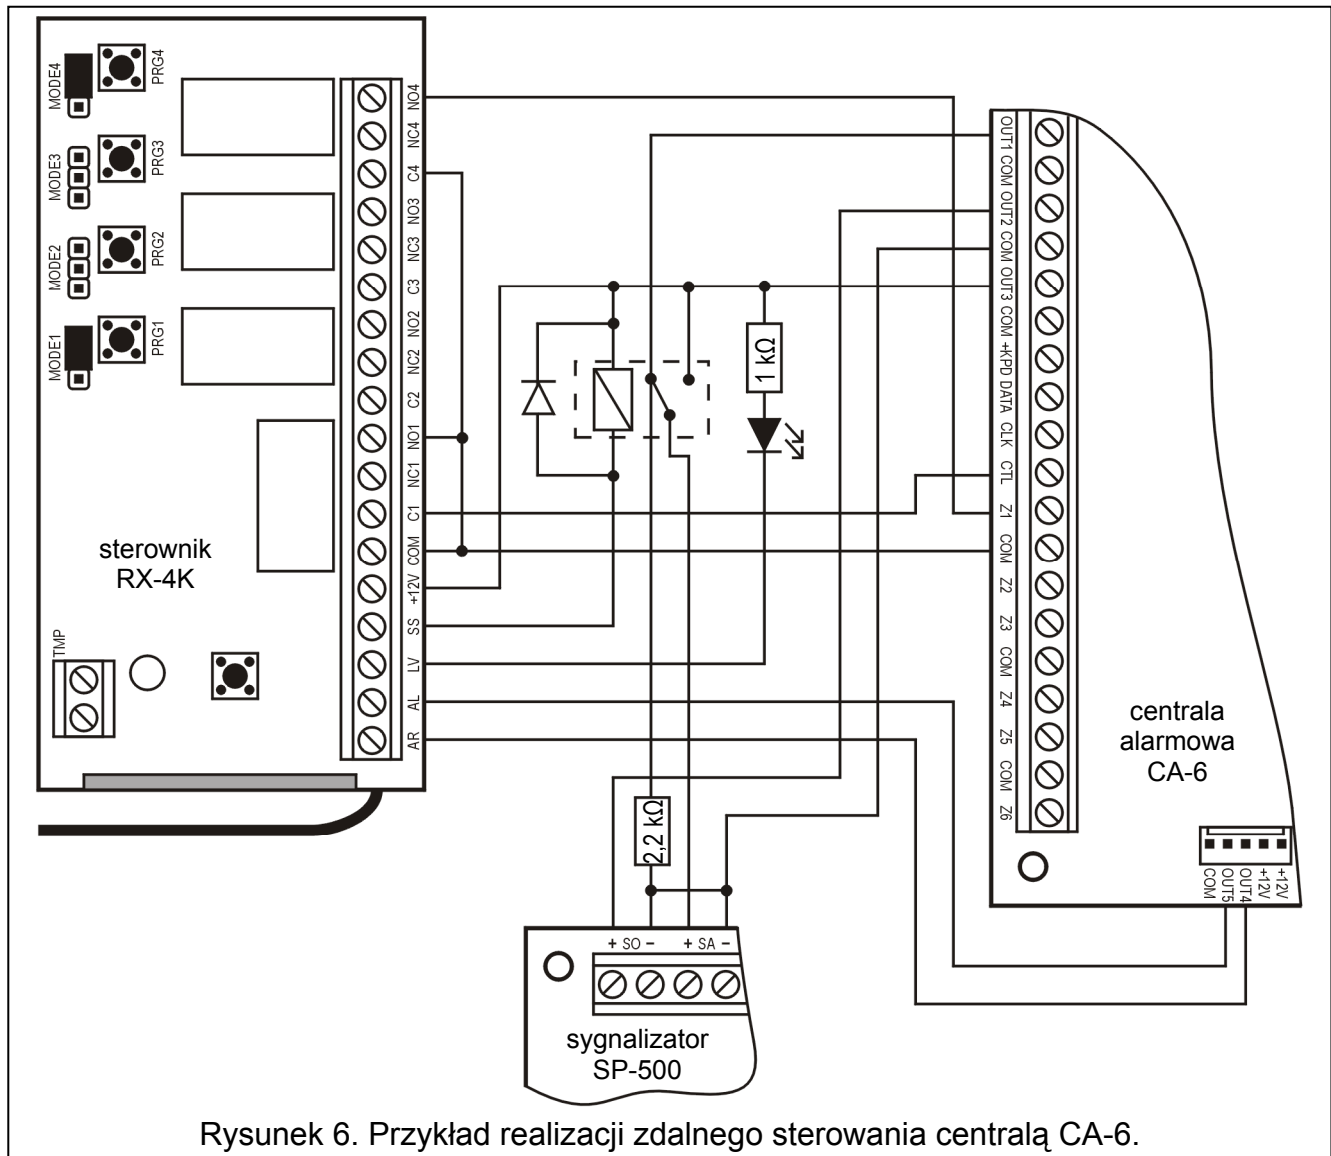 MODE4
PRG4
MODE3
PRG3
MODE2
PRG2
MODE1
PRG1
NO4
NC4
C4
NO3
NC3
C3
NO2
NC2
C2
NO1
NC1
C1
COM
+12V
SS
LV
AL
AR
sterownik
RX-4K
TMP
1 kΩ
2,2 kΩ
OUT1
COM
OUT2
COM
OUT3
COM
+KPD
DATA
CLK
CTL
Z1
COM
Z2
Z3
COM
Z4
Z5
COM
Z6
centrala
alarmowa
CA-6
COM
OUT5
OUT4
+12V
+12V
+ SO − + SA −
sygnalizator
SP-500
Rysunek 6. Przykład realizacji zdalnego sterowania centralą CA-6.